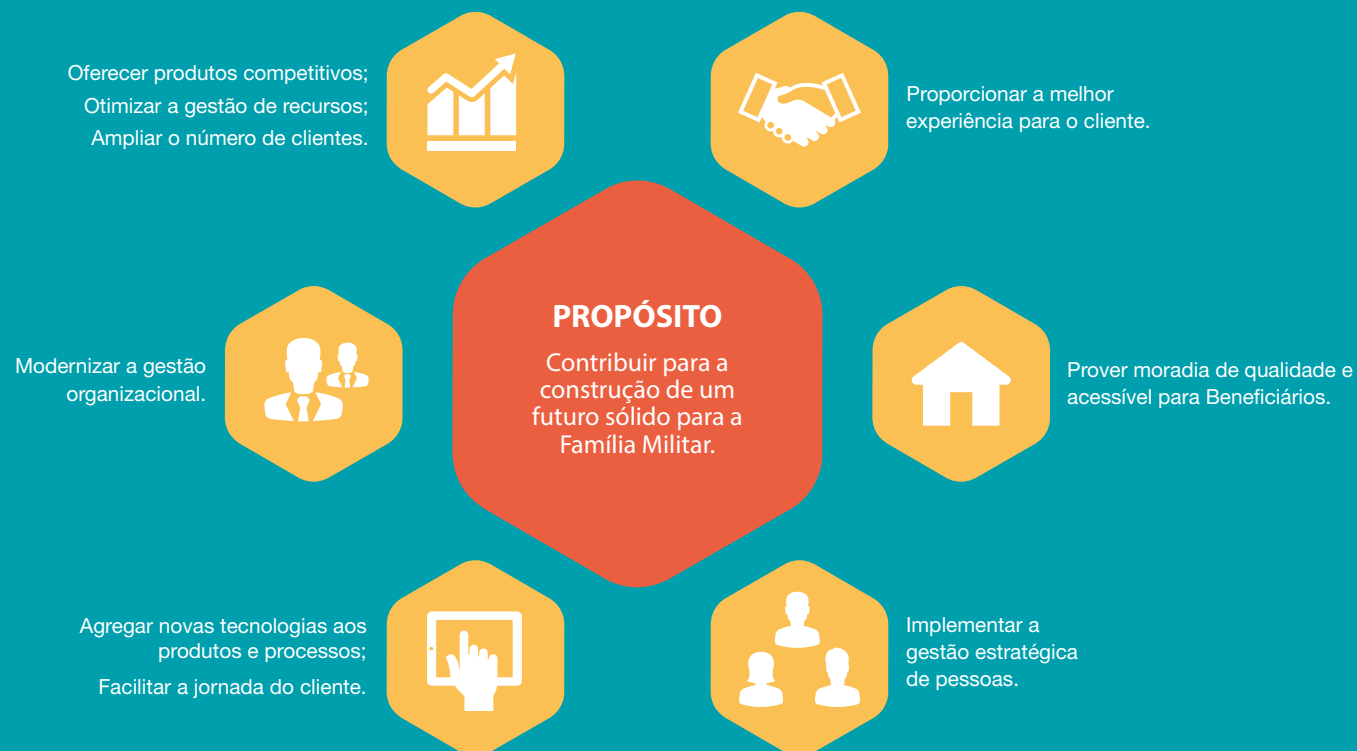 Oferecer produtos competitivos;
Otimizar a gestão de recursos;
Ampliar o número de clientes.
Proporcionar a melhor
experiência para o cliente.
PROPÓSITO
Contribuir para a
construção de um
futuro sólido para a
Família Militar.
Modernizar a gestão
organizacional.
Prover moradia de qualidade e
acessível para Beneficiários.
Agregar novas tecnologias aos
produtos e processos;
Facilitar a jornada do cliente.
Implementar a
gestão estratégica
de pessoas.